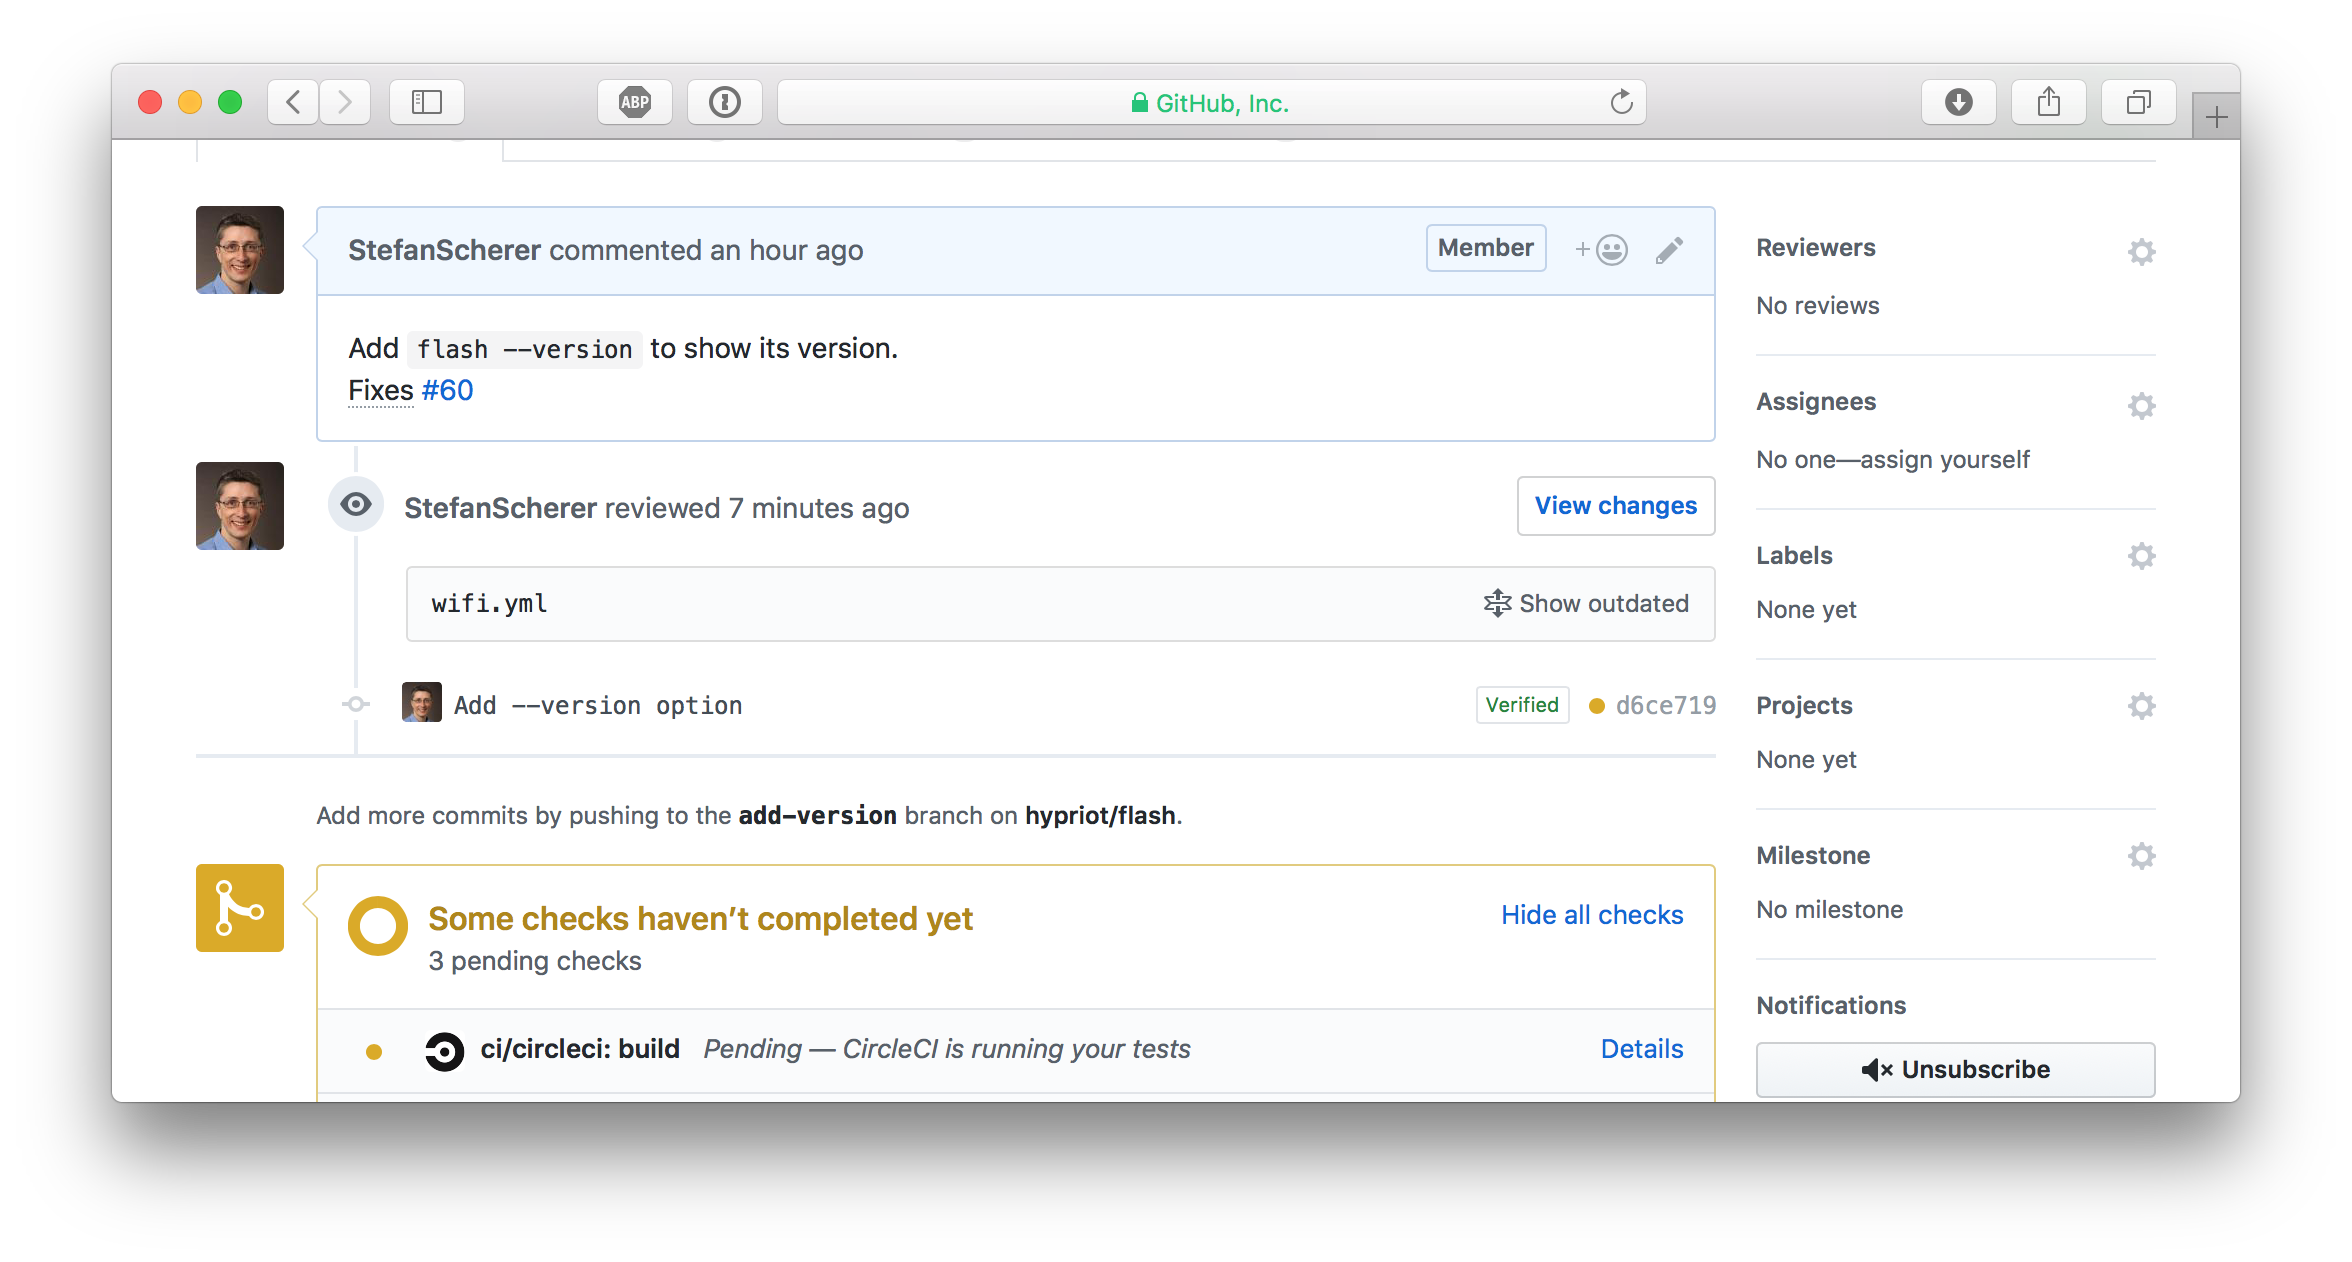 ABP
GitHub, Inc.
StefanScherer commented an hour ago
Member
Add flash --version to show its version.
Fixes #60
StefanScherer reviewed 7 minutes ago
View changes
wifi.yml
Show outdated
Add --version option
Verified
d6ce719
Add more commits by pushing to the add-version branch on hypriot/flash.
Some checks haven’t completed yet
Hide all checks
3 pending checks
ci/circleci: build Pending — CircleCI is running your tests
Details
Reviewers
No reviews
Assignees
No one—assign yourself
Labels
None yet
Projects
None yet
Milestone
No milestone
Notifications
Unsubscribe